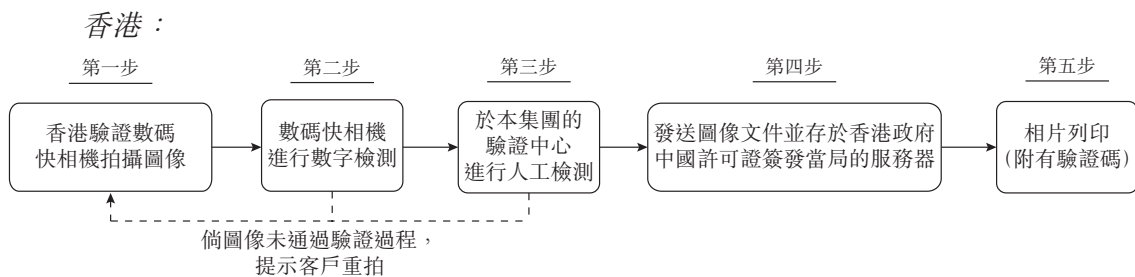 香港：
第一步
第二步
第三步
第四步
第五步
香港驗證數碼
快相機拍攝圖像
數碼快相機
進行數字檢測
於本集團的
驗證中心
進行人工檢測
發送圖像文件並存於香港政府
中國許可證簽發當局的服務器
相片列印
(附有驗證碼)
倘圖像未通過驗證過程，
提示客戶重拍